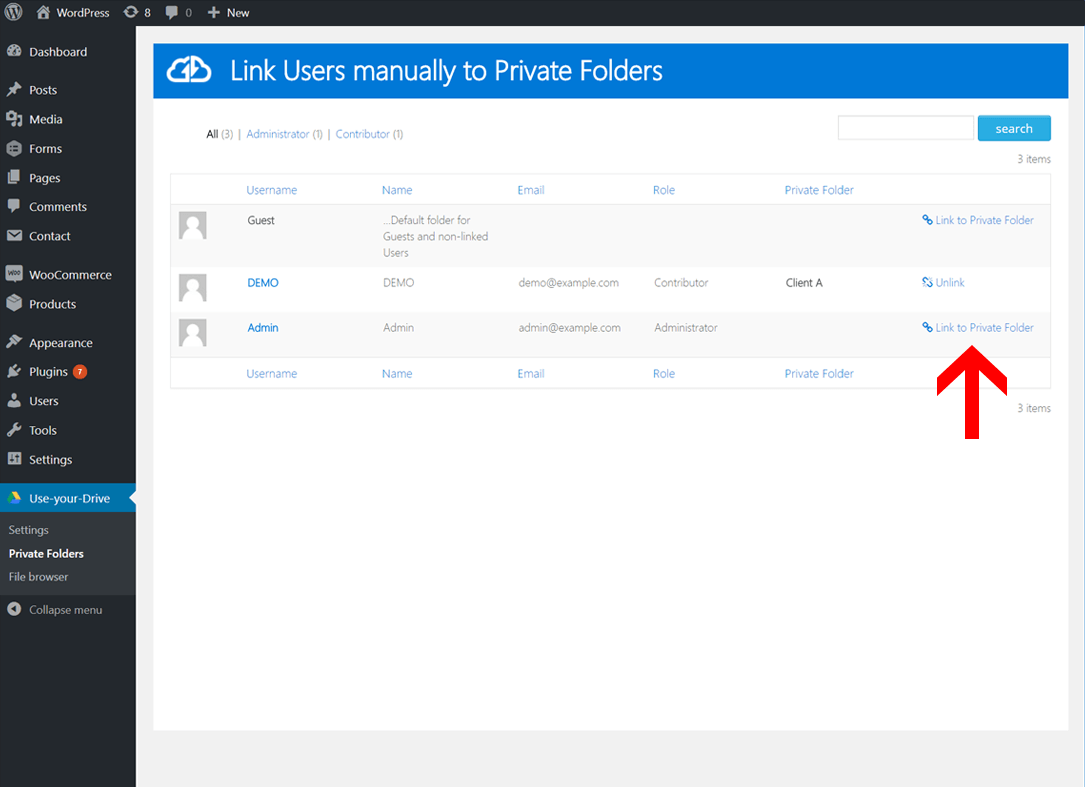 WordPress 8 0 New
Dashboard
Posts
Media
Forms
Pages
Comments
Contact
WOO WooCommerce
Products
Appearance
Plugins 7
Users
Tools
Settings
Use-your-Drive
Settings
Private Folders
File browser
Collapse menu
Link Users manually to Private Folders
All (3) | Administrator (1) | Contributor (1)
search
3 items
Username Name Email Role Private Folder
Guest ...Default folder for Link to Private Folder
Guests and non-linked
Users
DEMO DEMO demo@example.com Contributor Client A Unlink
Admin Admin admin@example.com Administrator Link to Private Folder
Username Name Email Role Private Folder
3 items